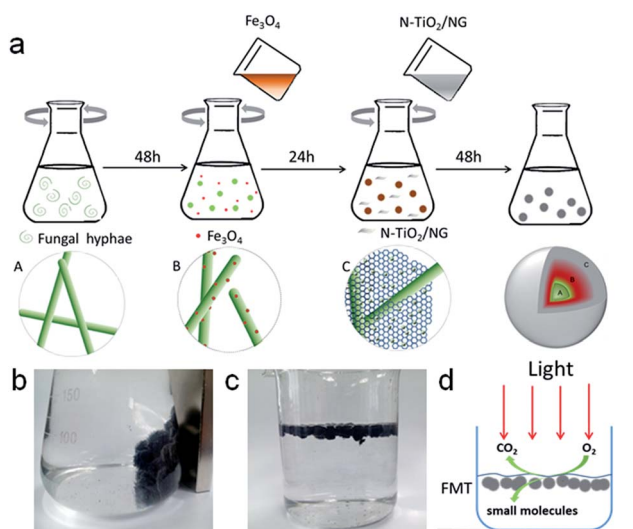 a
Fe₃O₄
N-TiO₂/NG
48h
24h
48h
Fungal hyphae
Fe₃O₄
N-TiO₂/NG
A
B
C
A
B
C
b
150
100
c
d
Light
CO₂
O₂
FMT
small molecules